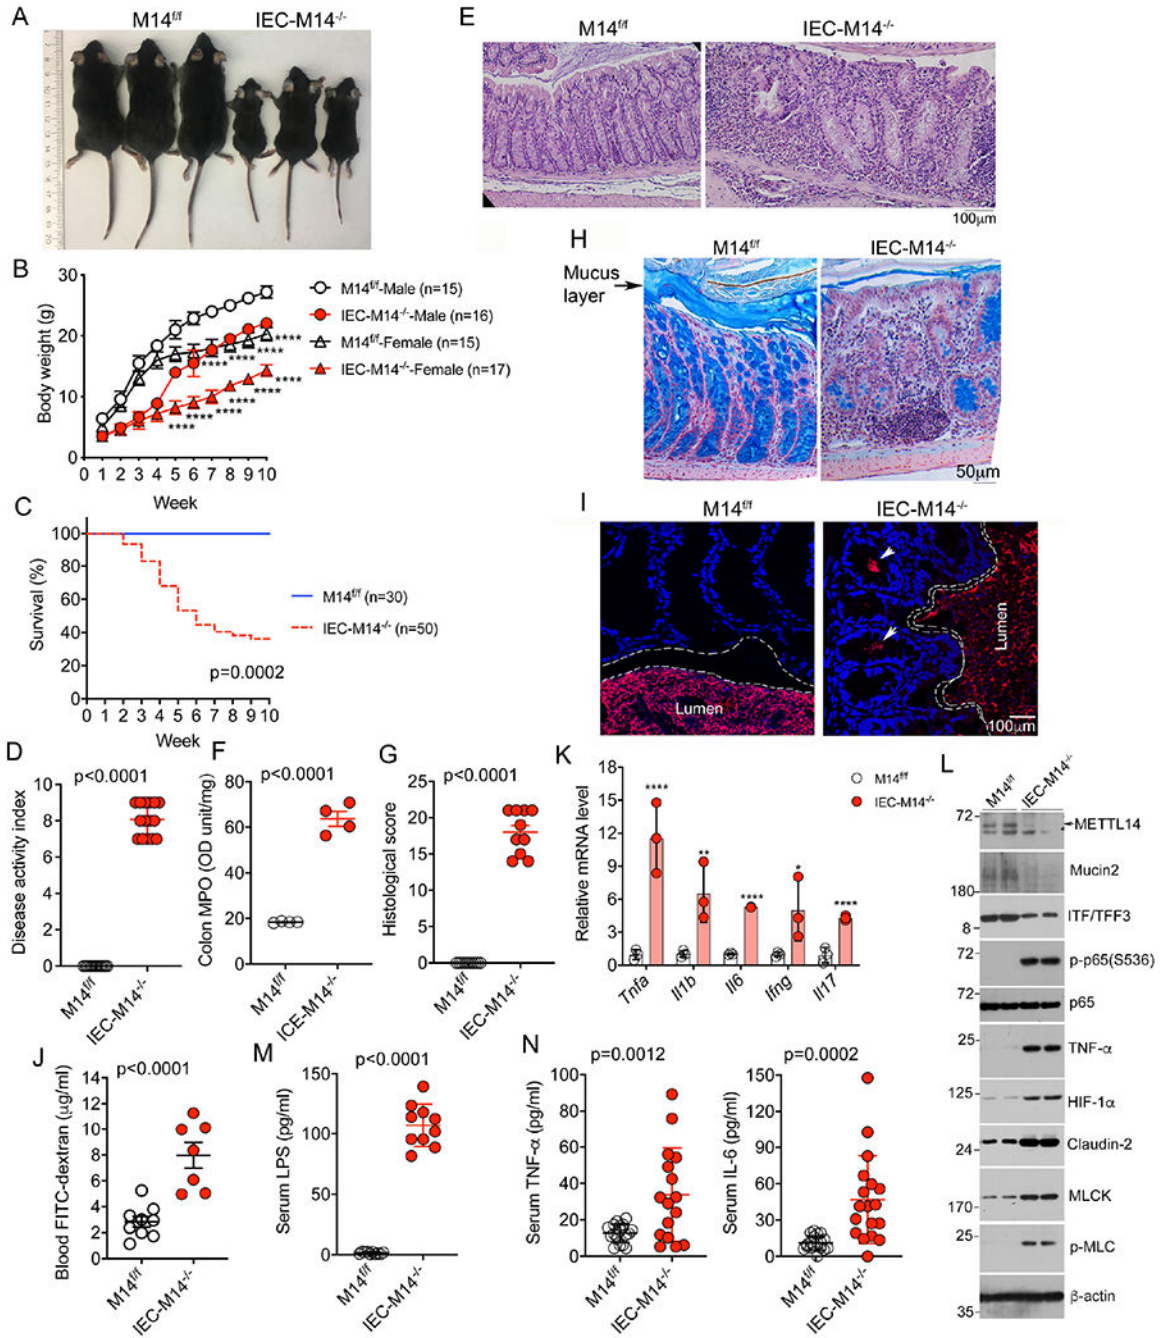 A
M14f/f
IEC-M14-/-
B
Body weight (g)
30
20
10
0
0 1 2 3 4 5 6 7 8 9 10
Week
M14f/f-Male (n=15)
IEC-M14-/--Male (n=16)
M14f/f-Female (n=15)
IEC-M14-/--Female (n=17)
****
****
****
****
****
****
****
****
****
****
C
Survival (%)
100
80
60
40
20
0
0 1 2 3 4 5 6 7 8 9 10
Week
p=0.0002
M14f/f (n=30)
IEC-M14-/- (n=50)
D
p<0.0001
Disease activity index
10
8
6
4
2
0
M14f/f
IEC-M14-/-
F
p<0.0001
Colon MPO (OD unit/mg)
80
60
40
20
0
M14f/f
ICE-M14-/-
G
p<0.0001
Histological score
25
20
15
10
5
0
M14f/f
IEC-M14-/-
E
M14f/f
IEC-M14-/-
100µm
H
M14f/f
IEC-M14-/-
Mucus
layer
50µm
I
M14f/f
IEC-M14-/-
Lumen
Lumen
100µm
J
p<0.0001
Blood FITC-dextran (µg/ml)
14
12
10
8
6
4
2
0
M14f/f
IEC-M14-/-
M
p<0.0001
Serum LPS (pg/ml)
150
100
50
0
M14f/f
IEC-M14-/-
K
Relative mRNA level
18
15
12
9
6
3
0
M14f/f
IEC-M14-/-
****
**
****
*
****
Tnfa Il1b Il6 Ifng Il17
N
p=0.0012
Serum TNF-α (pg/ml)
100
80
60
40
20
0
M14f/f
IEC-M14-/-
p=0.0002
Serum IL-6 (pg/ml)
150
120
90
60
30
0
M14f/f
IEC-M14-/-
L
M14f/f
IEC-M14-/-
72
METTL14
Mucin2
180
ITF/TFF3
8
72
p-p65(S536)
72
p65
25
TNF-α
125
HIF-1α
Claudin-2
24
MLCK
170
25
p-MLC
β-actin
35